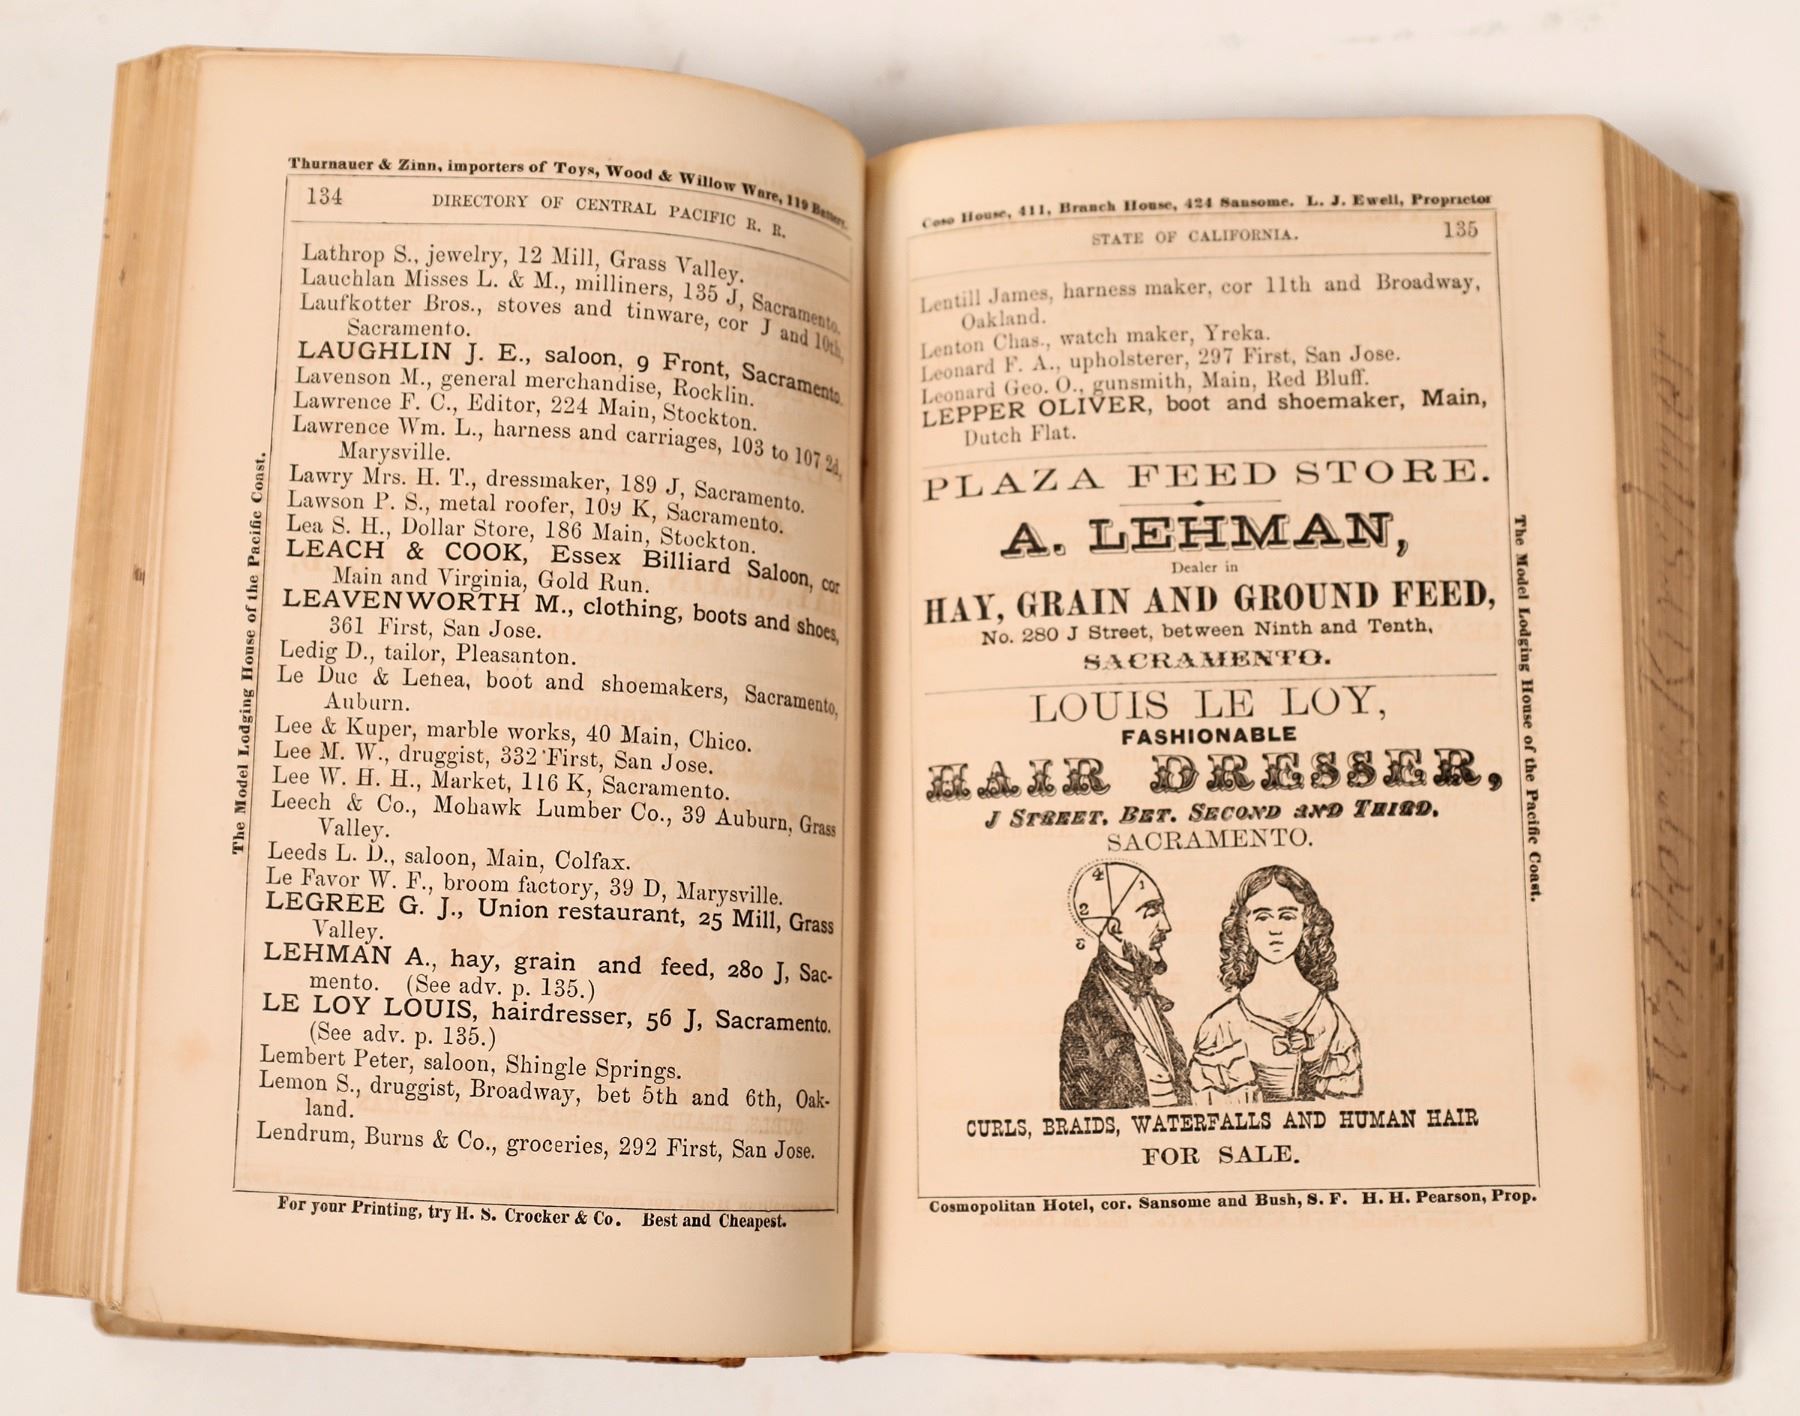 Thurnauer & Zinn, importers of Toys, Wood & Willow Ware, 119 Battery.
134 DIRECTORY OF CENTRAL PACIFIC R. R.
Lathrop S., jewelry, 12 Mill, Grass Valley.
Lauchlan Misses L. & M., milliners, 135 J, Sacramento.
Laufkotter Bros., stoves and tinware, cor J and 10th,
Sacramento.
LAUGHLIN J. E., saloon, 9 Front, Sacramento.
Lavenson M., general merchandise, Rocklin.
Lawrence F. C., Editor, 224 Main, Stockton.
Lawrence Wm. L., harness and carriages, 103 to 107 2d,
Marysville.
Lawry Mrs. H. T., dressmaker, 189 J, Sacramento.
Lawson P. S., metal roofer, 109 K, Sacramento.
Lea S. H., Dollar Store, 186 Main, Stockton.
LEACH & COOK, Essex Billiard Saloon, cor
Main and Virginia, Gold Run.
LEAVENWORTH M., clothing, boots and shoes,
361 First, San Jose.
Ledig D., tailor, Pleasanton.
Le Duc & Lenea, boot and shoemakers, Sacramento,
Auburn.
Lee & Kuper, marble works, 40 Main, Chico.
Lee M. W., druggist, 332 First, San Jose.
Lee W. H. H., Market, 116 K, Sacramento.
Leech & Co., Mohawk Lumber Co., 39 Auburn, Grass
Valley.
Leeds L. D., saloon, Main, Colfax.
Le Favor W. F., broom factory, 39 D, Marysville.
LEGREE G. J., Union restaurant, 25 Mill, Grass
Valley.
LEHMAN A., hay, grain and feed, 280 J, Sac-
mento. (See adv. p. 135.)
LE LOY LOUIS, hairdresser, 56 J, Sacramento.
(See adv. p. 135.)
Lembert Peter, saloon, Shingle Springs.
Lemon S., druggist, Broadway, bet 5th and 6th, Oak-
land.
Lendrum, Burns & Co., groceries, 292 First, San Jose.
For your Printing, try H. S. Crocker & Co. Best and Cheapest.
The Model Lodging House of the Pacific Coast.
Coso House, 411, Branch House, 424 Sansome. L. J. Ewell, Proprietor
STATE OF CALIFORNIA. 135
Lentill James, harness maker, cor 11th and Broadway,
Oakland.
Lenton Chas., watch maker, Yreka.
Leonard F. A., upholsterer, 297 First, San Jose.
Leonard Geo. O., gunsmith, Main, Red Bluff.
LEPPER OLIVER, boot and shoemaker, Main,
Dutch Flat.
PLAZA FEED STORE.
A. LEHMAN,
Dealer in
HAY, GRAIN AND GROUND FEED,
No. 280 J Street, between Ninth and Tenth,
SACRAMENTO.
LOUIS LE LOY,
FASHIONABLE
HAIR DRESSER,
J STREET, BET. SECOND AND THIRD,
SACRAMENTO.
4
1
2
3
CURLS, BRAIDS, WATERFALLS AND HUMAN HAIR
FOR SALE.
Cosmopolitan Hotel, cor. Sansome and Bush, S. F. H. H. Pearson, Prop.
The Model Lodging House of the Pacific Coast.